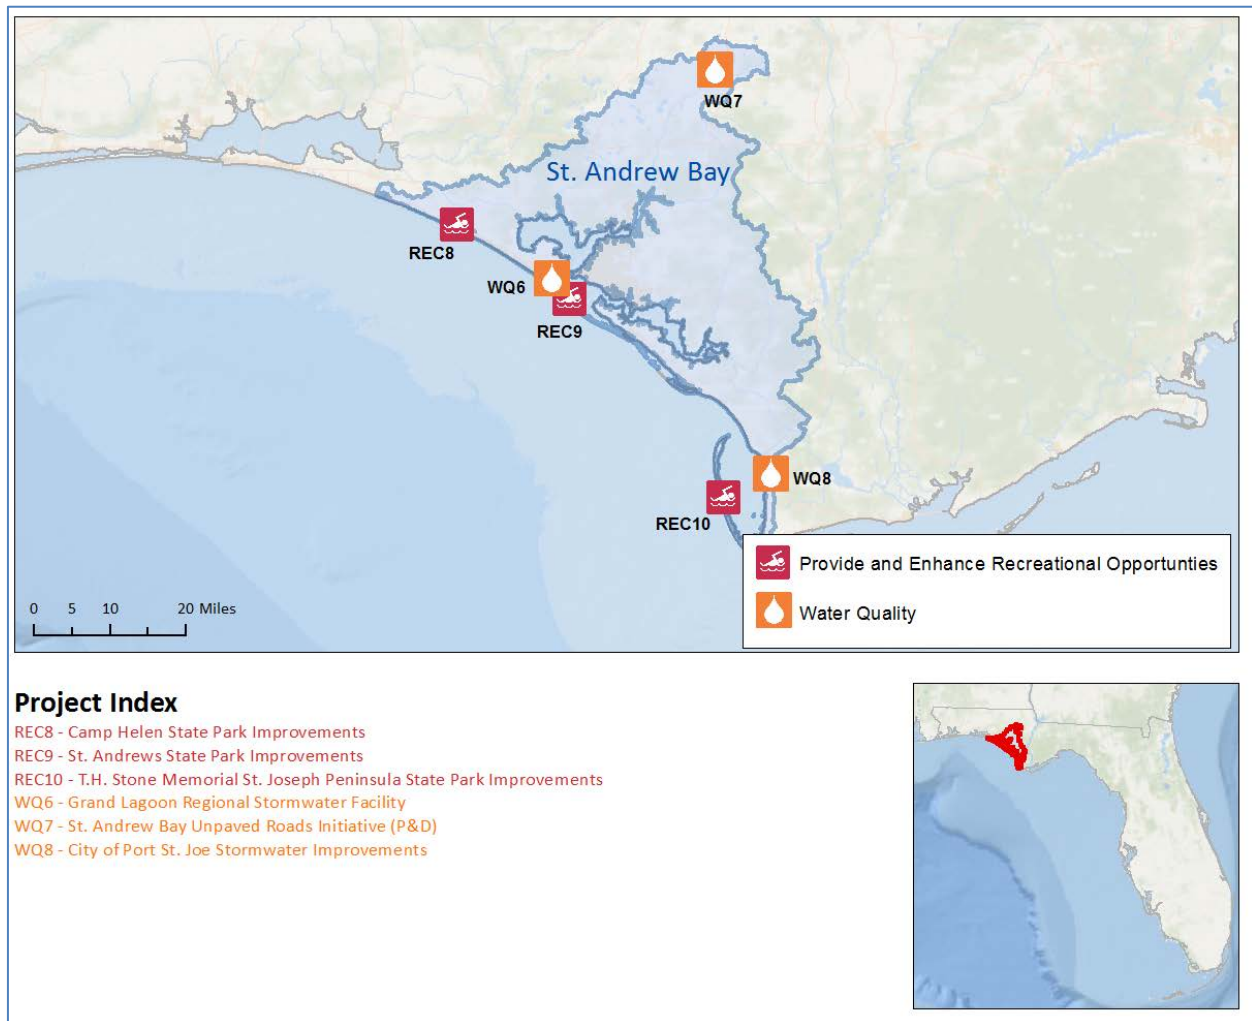 WQ7
St. Andrew Bay
REC8
WQ6
REC9
WQ8
REC10
Provide and Enhance Recreational Opportunties
Water Quality
0 5 10 20 Miles
Project Index
REC8 - Camp Helen State Park Improvements
REC9 - St. Andrews State Park Improvements
REC10 - T.H. Stone Memorial St. Joseph Peninsula State Park Improvements
WQ6 - Grand Lagoon Regional Stormwater Facility
WQ7 - St. Andrew Bay Unpaved Roads Initiative (P&D)
WQ8 - City of Port St. Joe Stormwater Improvements